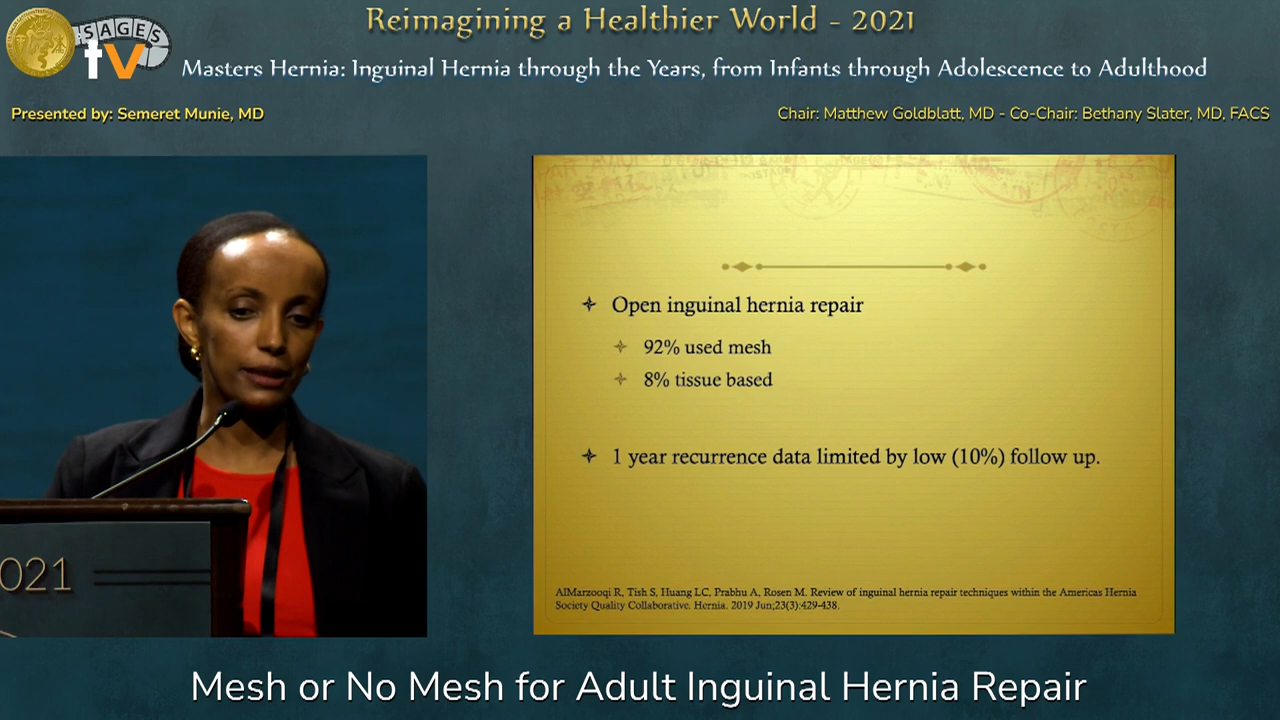 Reimagining a Healthier World - 2021
SAGES
tv
Masters Hernia: Inguinal Hernia through the Years, from Infants through Adolescence to Adulthood
Presented by: Semeret Munie, MD
Chair: Matthew Goldblatt, MD - Co-Chair: Bethany Slater, MD, FACS
Open inguinal hernia repair
92% used mesh
8% tissue based
1 year recurrence data limited by low (10%) follow up.
AlMarzooqi R, Tish S, Huang LC, Prabhu A, Rosen M. Review of inguinal hernia repair techniques within the Americas Hernia
Society Quality Collaborative. Hernia. 2019 Jun;23(3):429-438.
021
Mesh or No Mesh for Adult Inguinal Hernia Repair